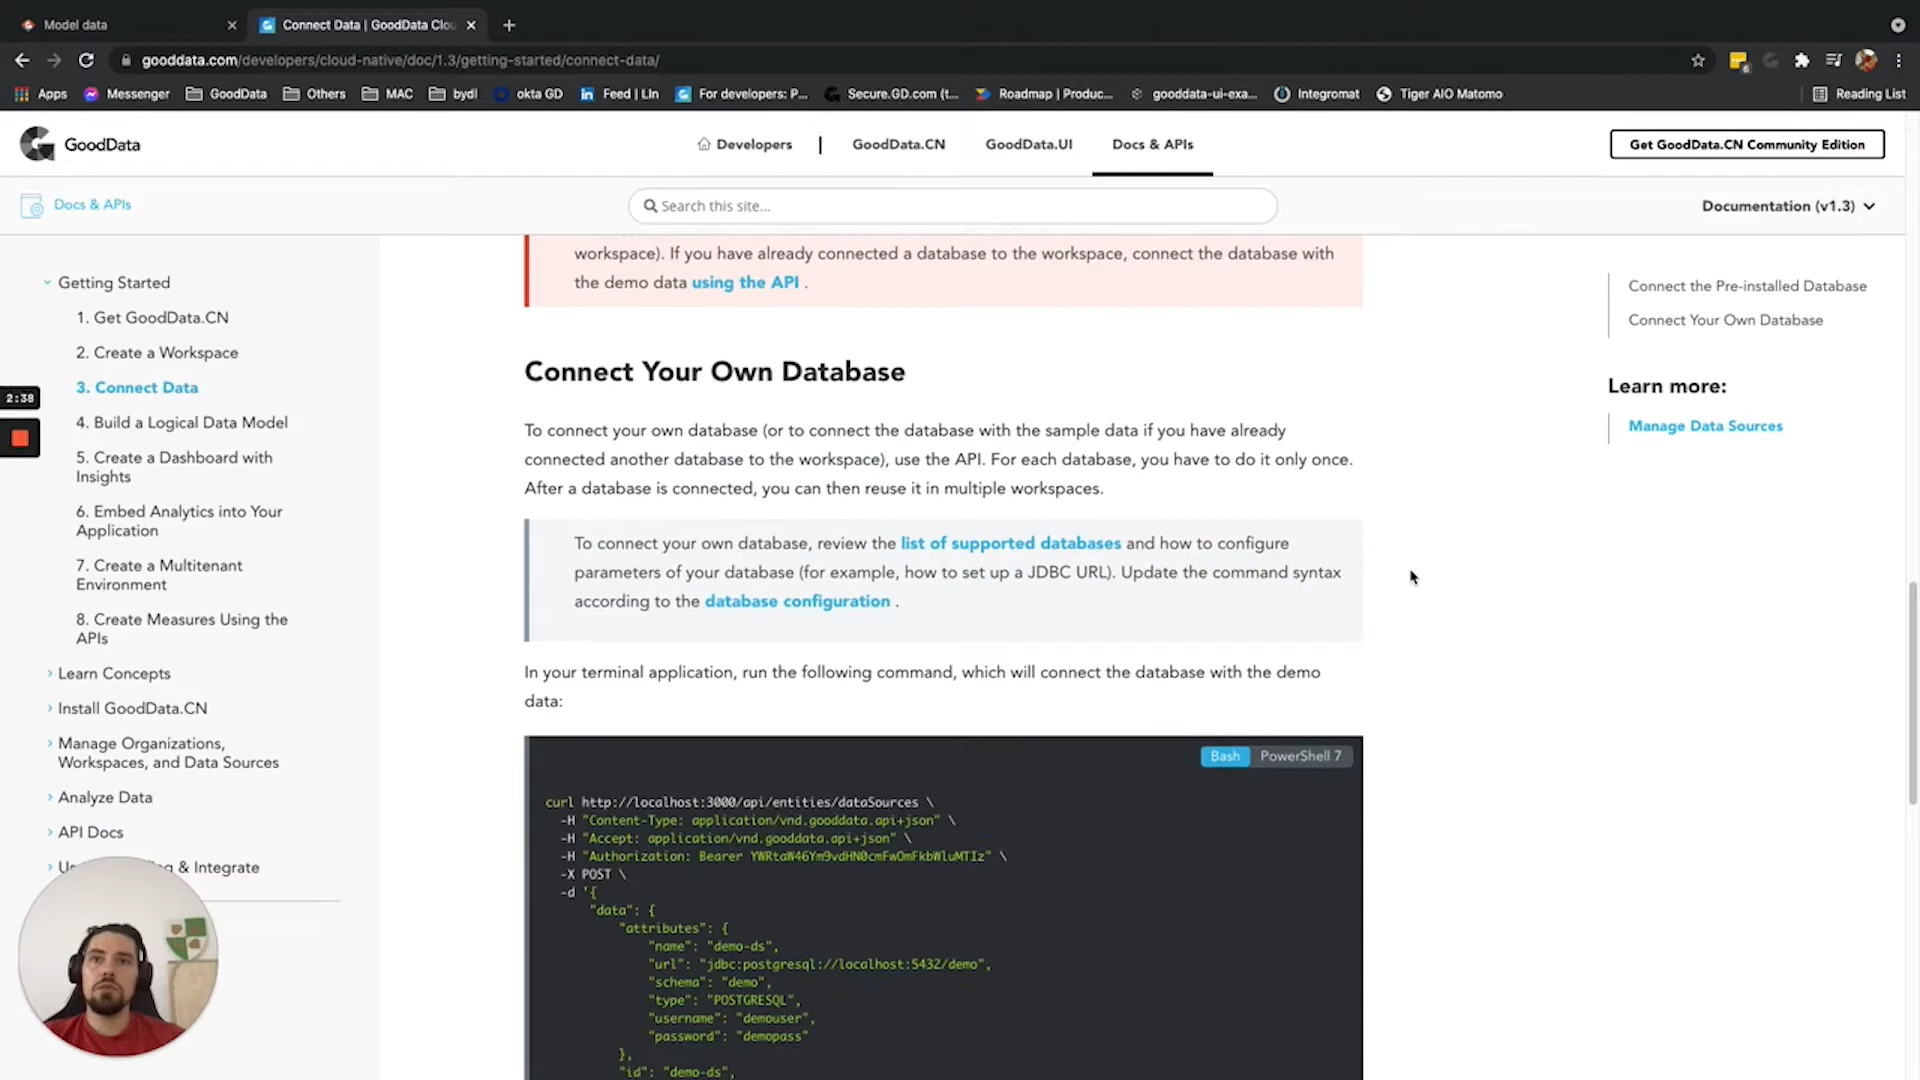 Model data
Connect Data | GoodData Clou
gooddata.com/developers/cloud-native/doc/1.3/getting-started/connect-data/
Apps Messenger GoodData Others MAC bydl okta GD Feed | LIn For developers: P... Secure.GD.com (t... Roadmap | Produc... gooddata-ui-exa... Integromat Tiger AIO Matomo Reading List
GoodData
Developers | GoodData.CN GoodData.UI Docs & APIs
Get GoodData.CN Community Edition
Docs & APIs
Search this site...
Documentation (v1.3)
Getting Started
1. Get GoodData.CN
2. Create a Workspace
3. Connect Data
4. Build a Logical Data Model
5. Create a Dashboard with
Insights
6. Embed Analytics into Your
Application
7. Create a Multitenant
Environment
8. Create Measures Using the
APIs
Learn Concepts
Install GoodData.CN
Manage Organizations,
Workspaces, and Data Sources
Analyze Data
API Docs
& Integrate
2:38
workspace). If you have already connected a database to the workspace, connect the database with
the demo data using the API .
Connect Your Own Database
To connect your own database (or to connect the database with the sample data if you have already
connected another database to the workspace), use the API. For each database, you have to do it only once.
After a database is connected, you can then reuse it in multiple workspaces.
To connect your own database, review the list of supported databases and how to configure
parameters of your database (for example, how to set up a JDBC URL). Update the command syntax
according to the database configuration .
In your terminal application, run the following command, which will connect the database with the demo
data:
Bash PowerShell 7
curl http://localhost:3000/api/entities/dataSources \
-H "Content-Type: application/vnd.gooddata.api+json" \
-H "Accept: application/vnd.gooddata.api+json" \
-H "Authorization: Bearer YWRtaW46Ym9vdHN0cmFwOmFkbWluMTIz" \
-X POST \
-d '{
"data": {
"attributes": {
"name": "demo-ds",
"url": "jdbc:postgresql://localhost:5432/demo",
"schema": "demo",
"type": "POSTGRESQL",
"username": "demouser",
"password": "demopass"
},
"id": "demo-ds",
Connect the Pre-installed Database
Connect Your Own Database
Learn more:
Manage Data Sources